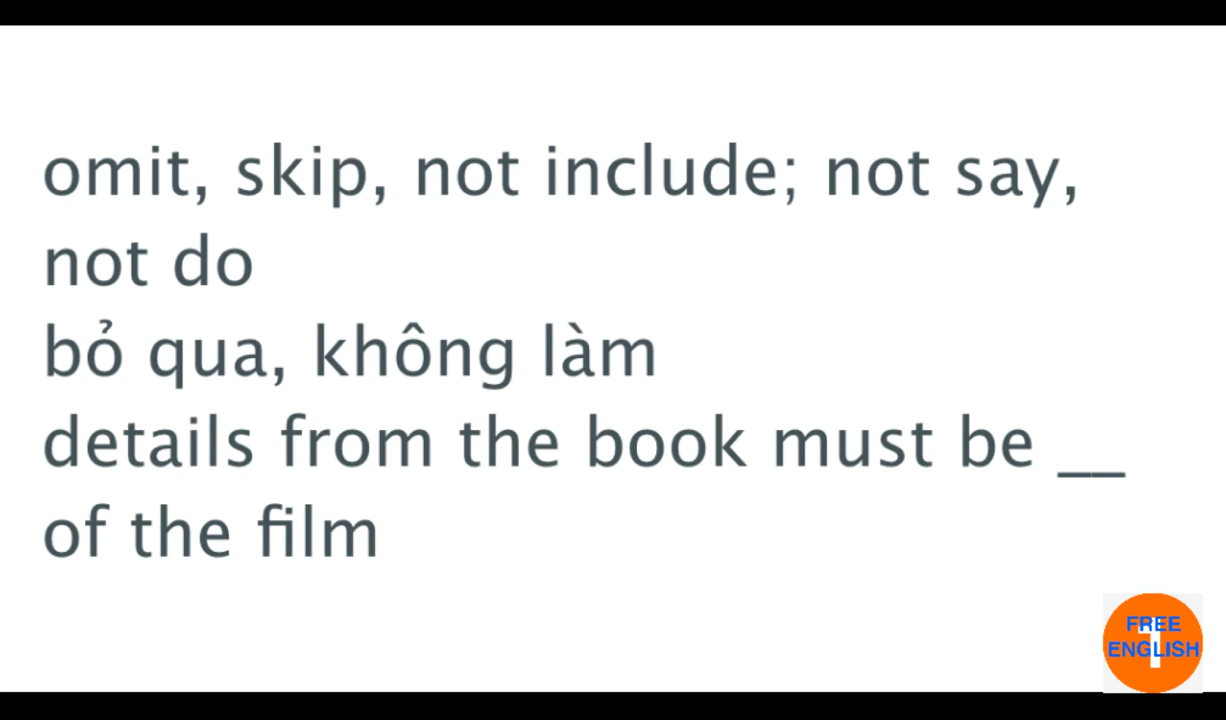 omit, skip, not include; not say,
not do
bỏ qua, không làm
details from the book must be __
of the film
FREE
1
ENGLISH